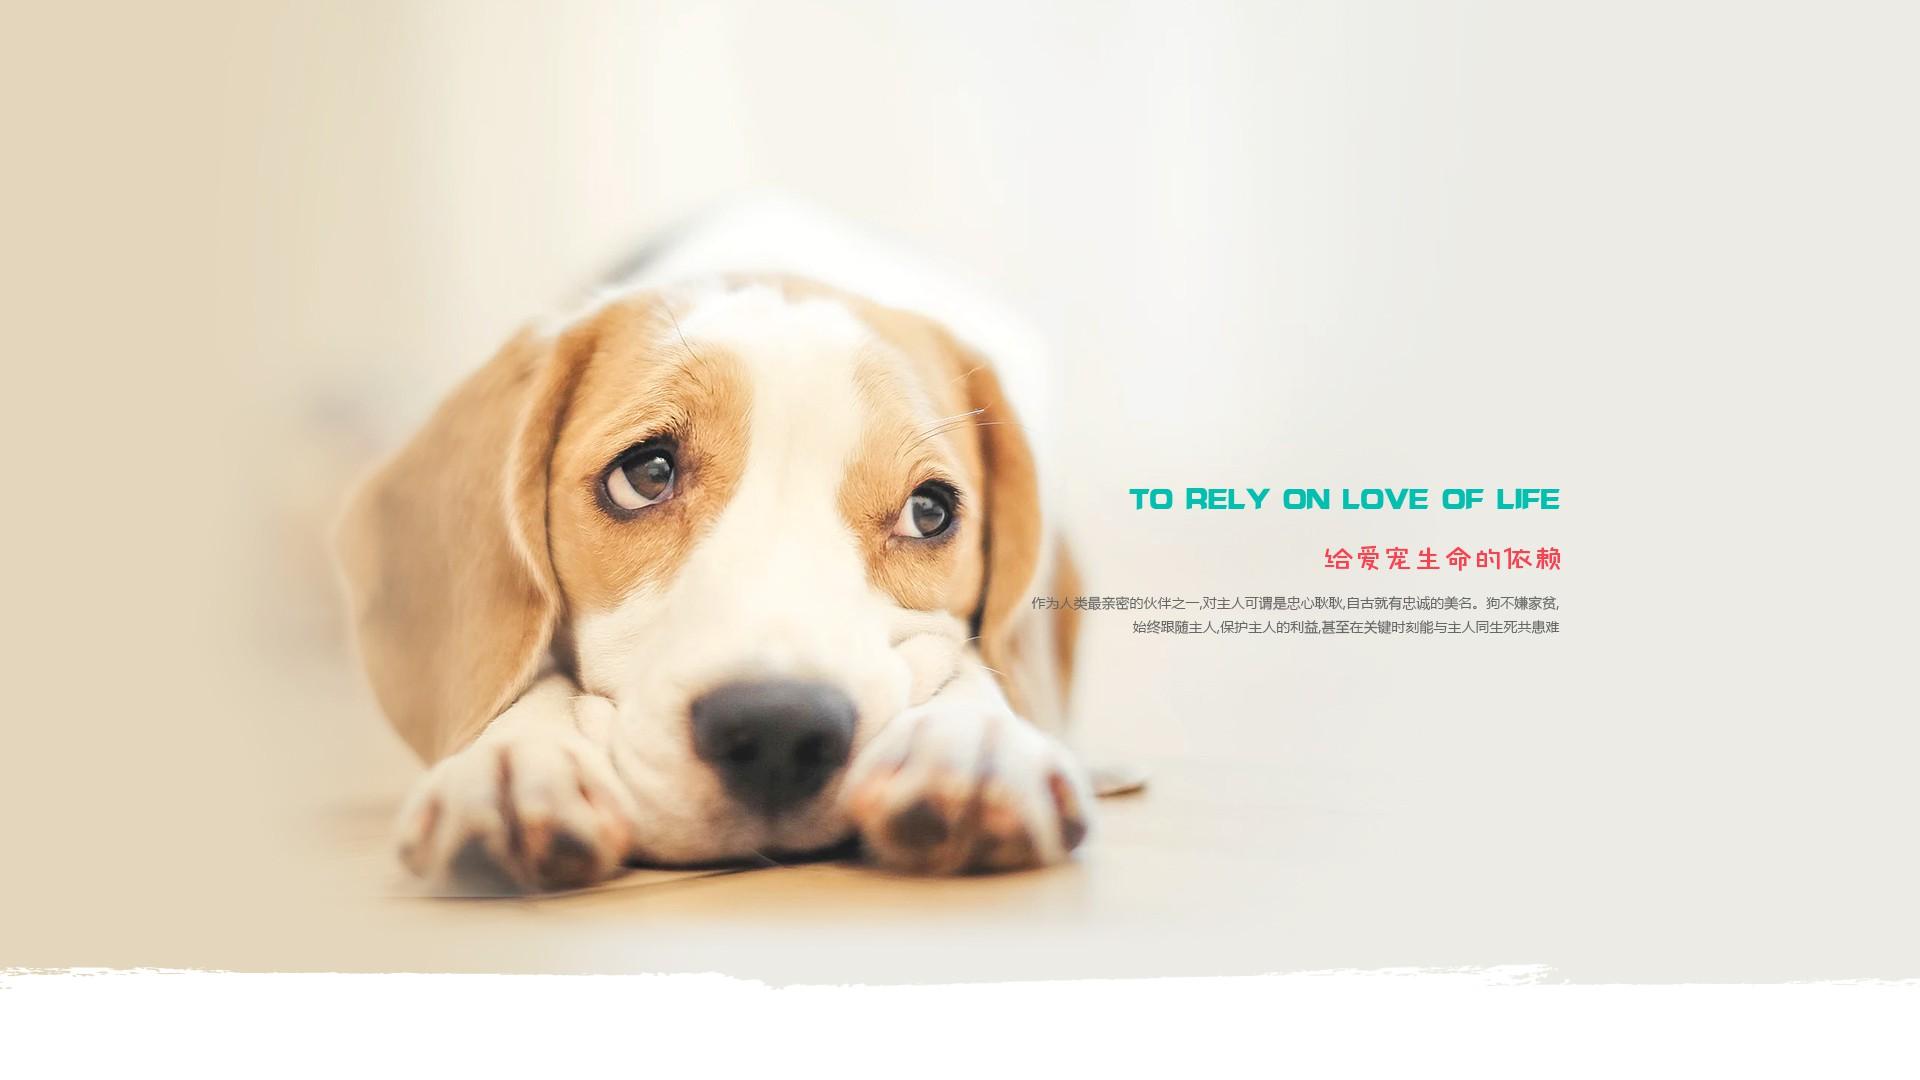 TO RELY ON LOVE OF LIFE
给爱宠生命的依赖
作为人类最亲密的伙伴之一,对主人可谓是忠心耿耿,自古就有忠诚的美名。狗不嫌家贫,
始终跟随主人,保护主人的利益,甚至在关键时刻能与主人同生死共患难